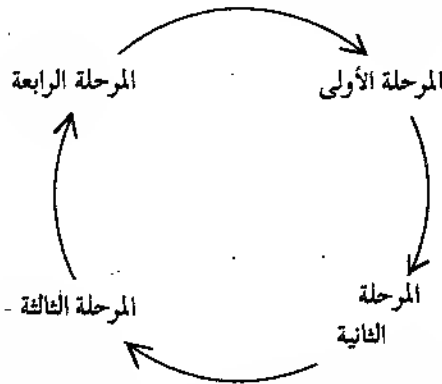 المرحلة الرابعة
المرحلة الأولى
المرحلة
الثانية
المرحلة الثالثة